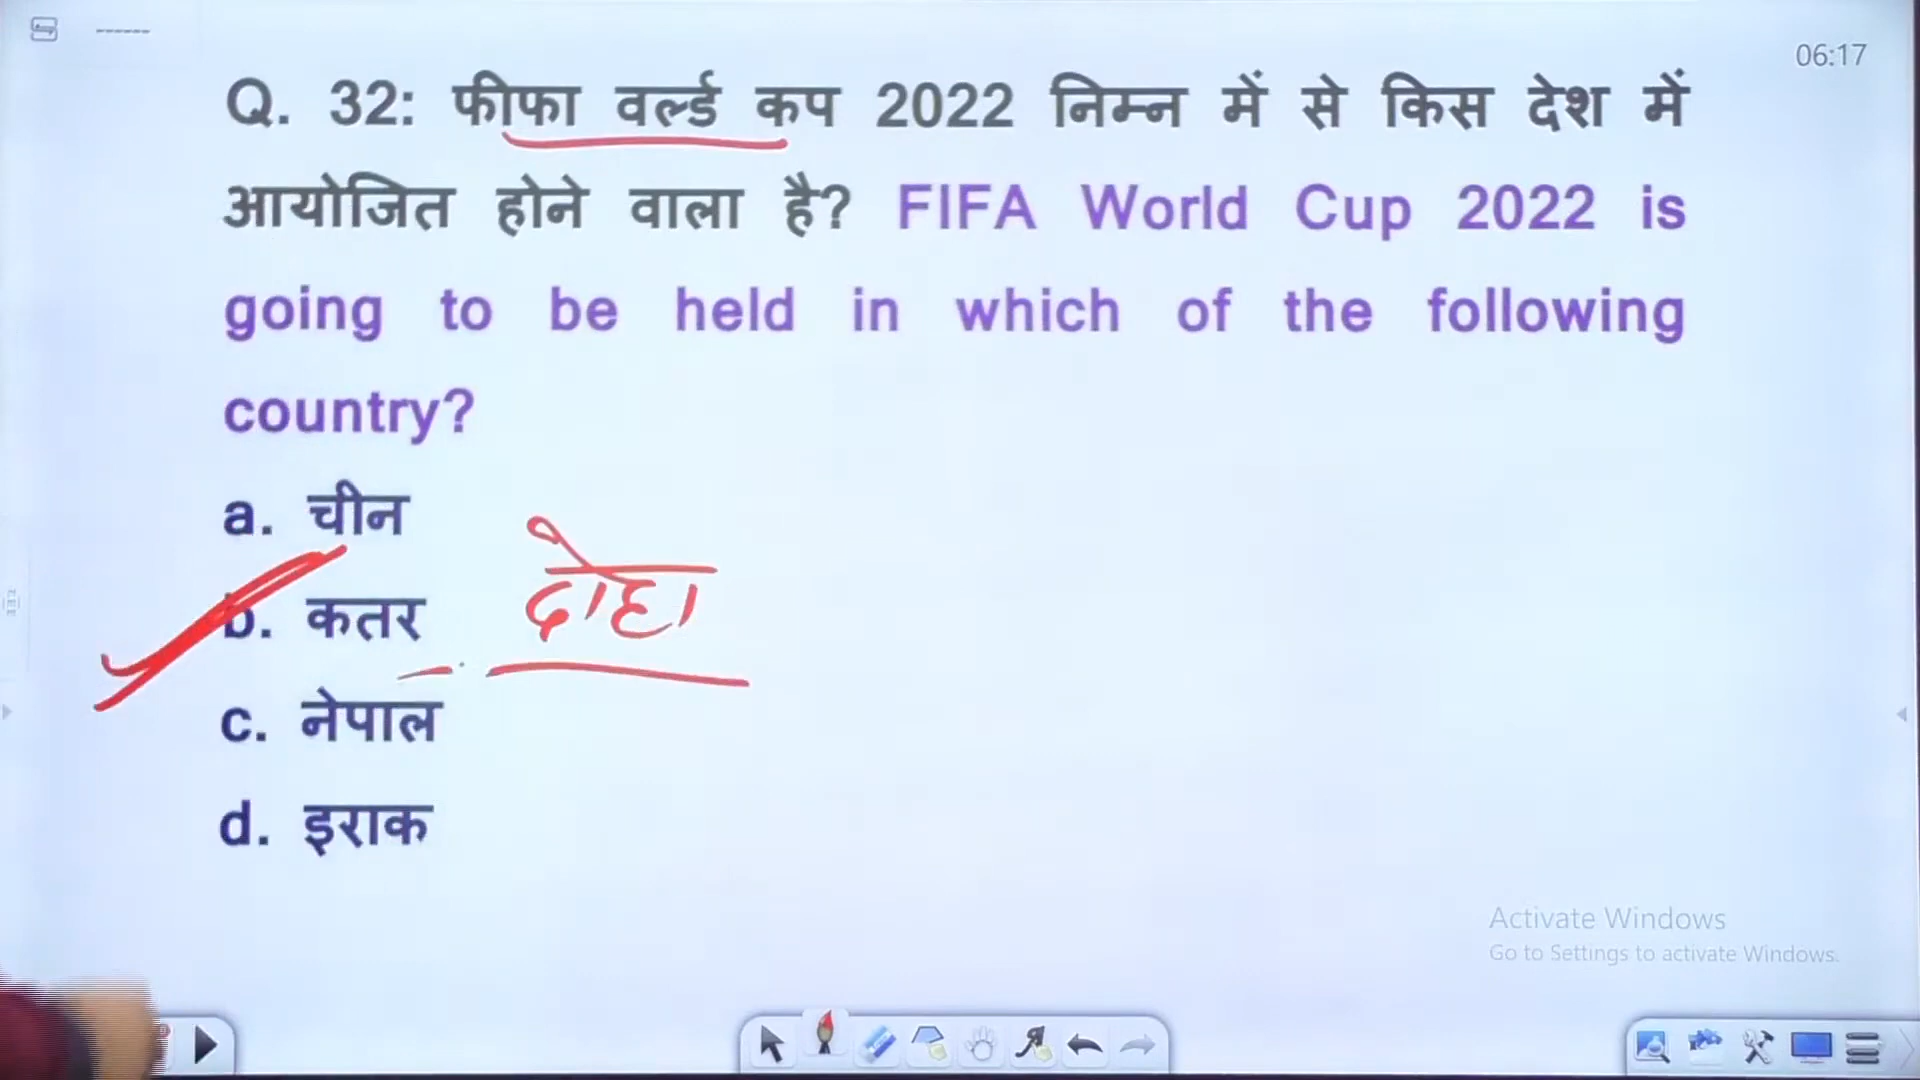 06:17
Q. 32: फीफा वर्ल्ड कप 2022 निम्न में से किस देश में
आयोजित होने वाला है? FIFA World Cup 2022 is
going to be held in which of the following
country?
a. चीन
b. कतर
दोहा
c. नेपाल
d. इराक
Activate Windows
Go to Settings to activate Windows.